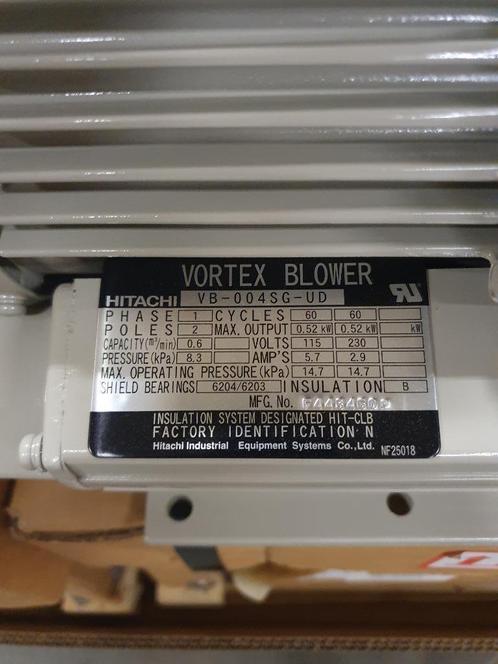 VORTEX BLOWER
HITACHI VB-004SG-UD
PHASE 1 CYCLES 60 60
POLES 2 MAX. OUTPUT 0.52 kW 0.52 kW kW
CAPACITY(m³/min) 0.6 VOLTS 115 230
PRESSURE(kPa) 8.3 AMP'S 5.7 2.9
MAX. OPERATING PRESSURE(kPa) 14.7 14.7
SHIELD BEARINGS 6204/6203 INSULATION B
MFG. No.
INSULATION SYSTEM DESIGNATED HIT-CLB
FACTORY IDENTIFICATION N
Hitachi Industrial Equipment Systems Co., Ltd. NF25018